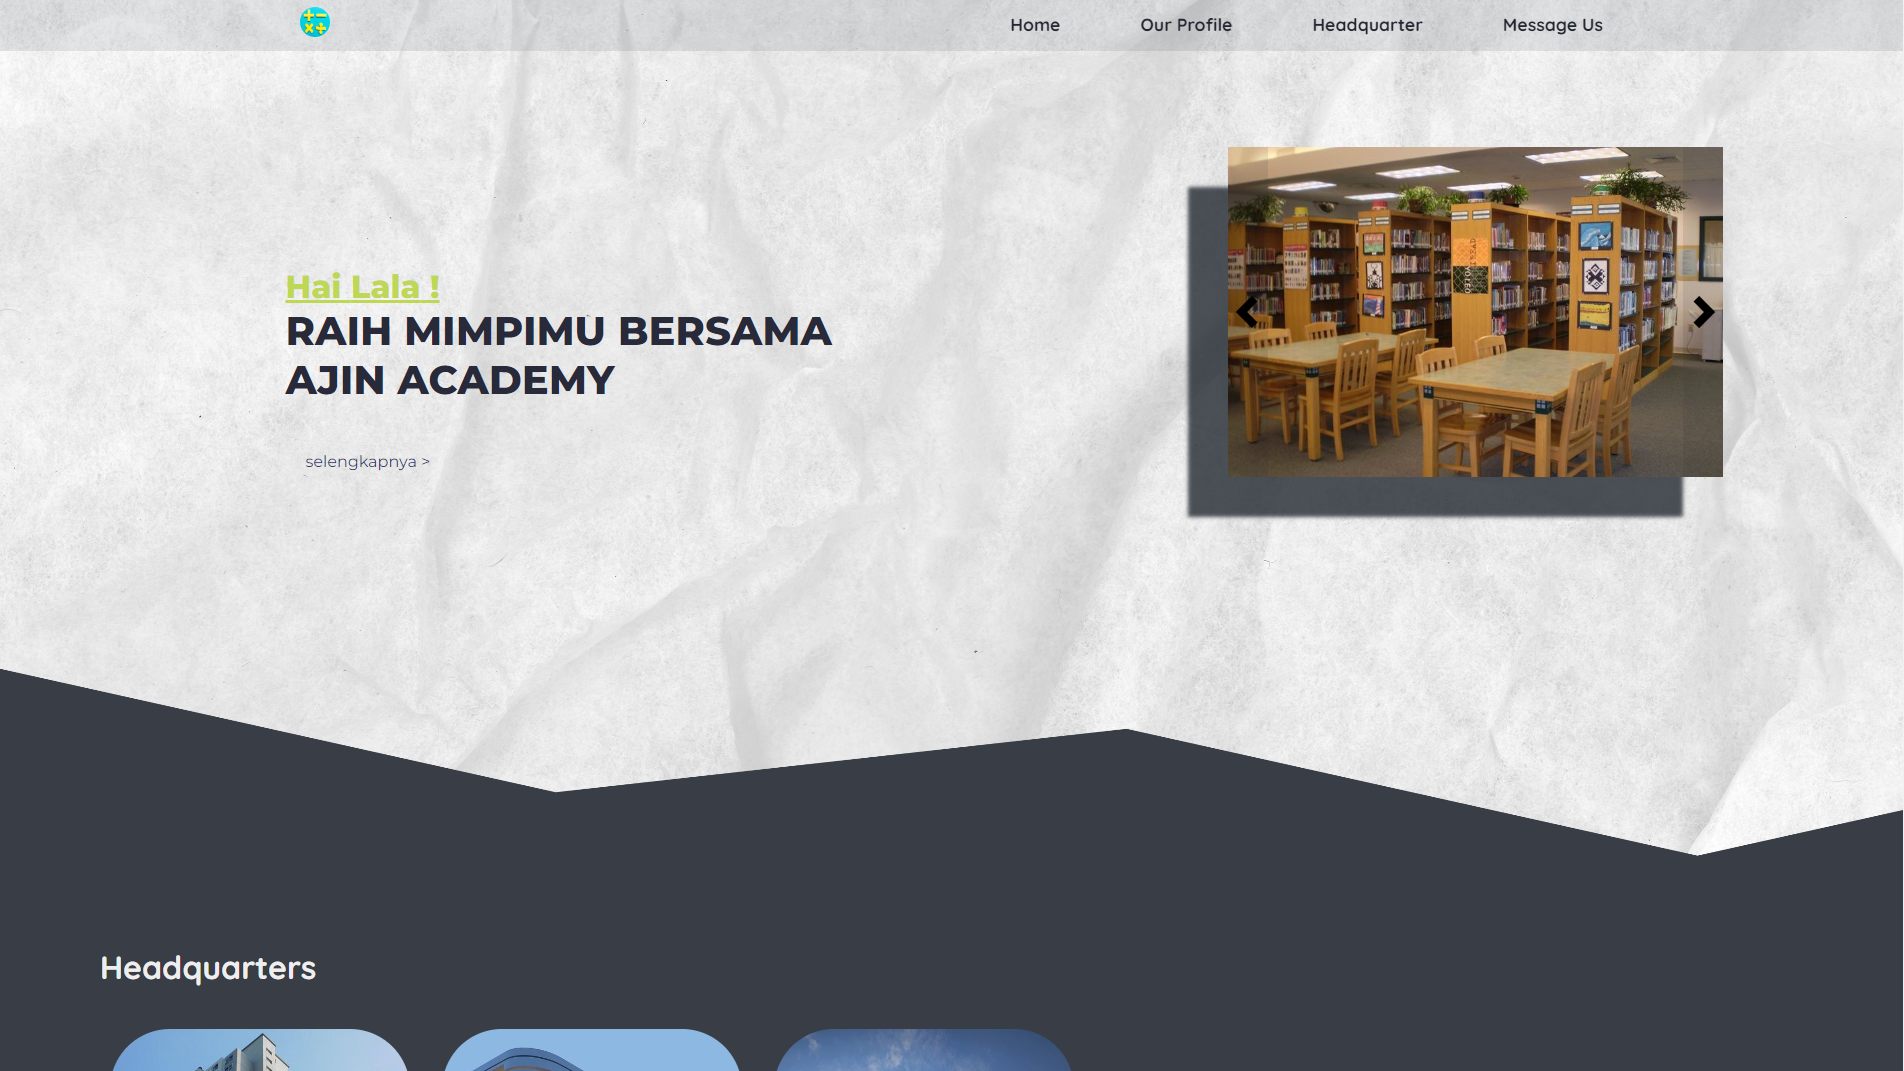 Home
Our Profile
Headquarter
Message Us
Hai Lala !
RAIH MIMPIMU BERSAMA
AJIN ACADEMY
selengkapnya >
Headquarters